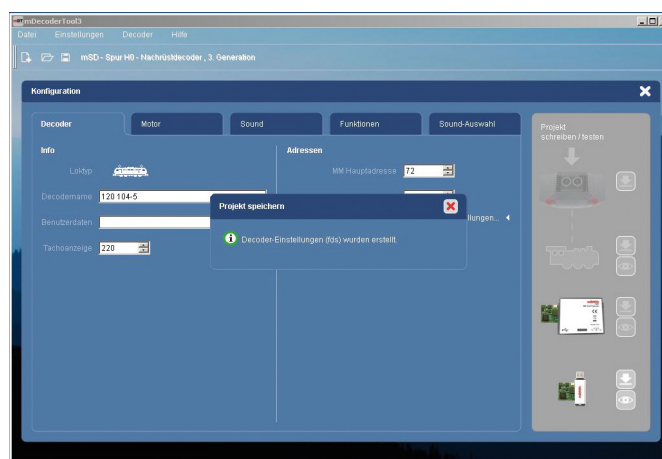 mDecoderTool3
Datei Einstellungen Decoder Hilfe
mSD - Spur H0 - Nachrüstdecoder , 3. Generation
Konfiguration
Decoder Motor Sound Funktionen Sound-Auswahl
Projekt
schreiben / testen
Info Adressen
Loktyp MM Hauptadresse 72
Decodername 120 104-5
Projekt speichern
Benutzerdaten llungen...
Decoder-Einstellungen (fds) wurden erstellt.
Tachoanzeige 220